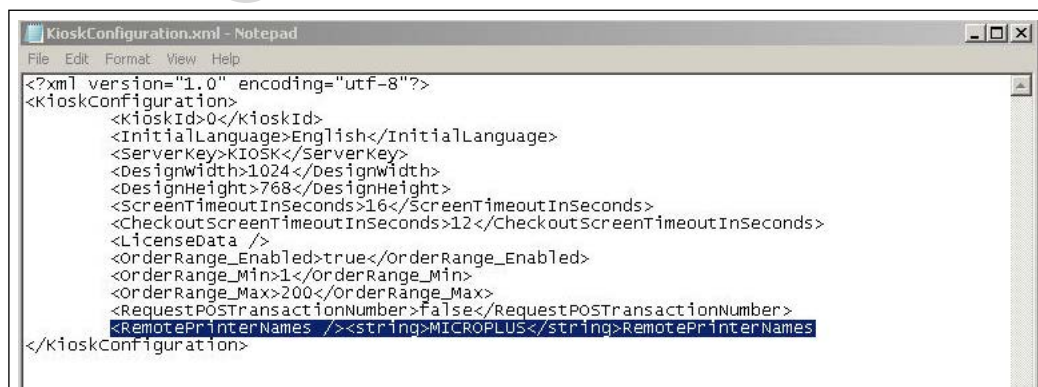 KioskConfiguration.xml - Notepad
File Edit Format View Help
<?xml version="1.0" encoding="utf-8"?>
<KioskConfiguration>
<KioskId>0</KioskId>
<InitialLanguage>English</InitialLanguage>
<ServerKey>KIOSK</ServerKey>
<DesignWidth>1024</DesignWidth>
<DesignHeight>768</DesignHeight>
<ScreenTimeoutInSeconds>16</ScreenTimeoutInSeconds>
<CheckoutScreenTimeoutInSeconds>12</CheckoutScreenTimeoutInSeconds>
<LicenseData />
<OrderRange_Enabled>true</OrderRange_Enabled>
<OrderRange_Min>1</OrderRange_Min>
<OrderRange_Max>200</OrderRange_Max>
<RequestPOSTransactionNumber>false</RequestPOSTransactionNumber>
<RemotePrinterNames /><string>MICROPLUS</string>RemotePrinterNames
</KioskConfiguration>